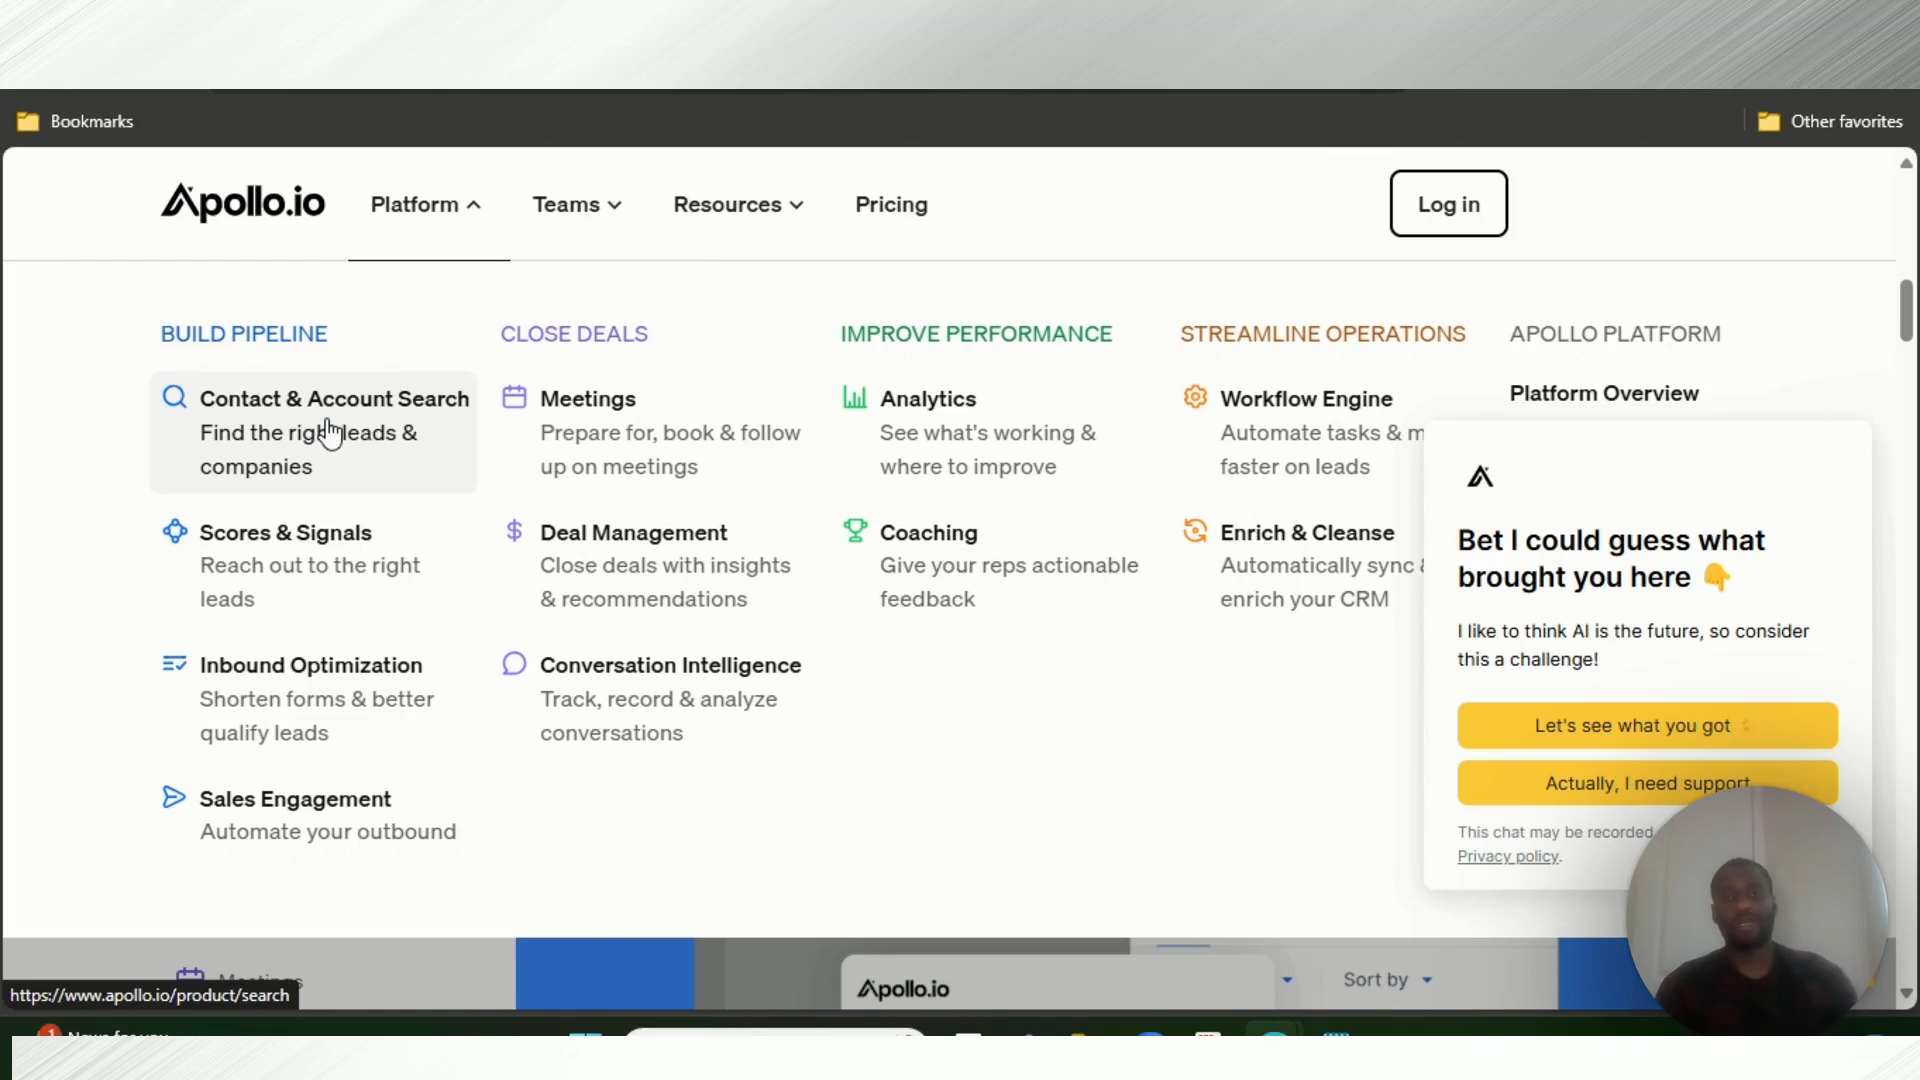 Bookmarks
Other favorites
Apollo.io
Platform
Teams
Resources
Pricing
Log in
BUILD PIPELINE
CLOSE DEALS
IMPROVE PERFORMANCE
STREAMLINE OPERATIONS
APOLLO PLATFORM
Contact & Account Search
Find the right leads &
companies
Meetings
Prepare for, book & follow
up on meetings
Analytics
See what's working &
where to improve
Workflow Engine
Automate tasks & m
faster on leads
Platform Overview
Scores & Signals
Reach out to the right
leads
Deal Management
Close deals with insights
& recommendations
Coaching
Give your reps actionable
feedback
Enrich & Cleanse
Automatically sync &
enrich your CRM
Inbound Optimization
Shorten forms & better
qualify leads
Conversation Intelligence
Track, record & analyze
conversations
Sales Engagement
Automate your outbound
Bet I could guess what
brought you here 👇
I like to think AI is the future, so consider
this a challenge!
Let's see what you got
Actually, I need support
This chat may be recorded
Privacy policy.
Meetings
Apollo.io
Sort by
https://www.apollo.io/product/search
1
News for you